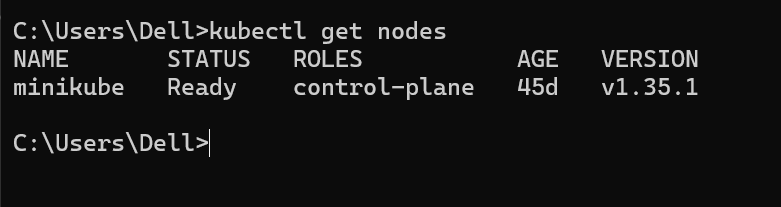 C:\Users\Dell>kubectl get nodes
NAME       STATUS   ROLES           AGE   VERSION
minikube   Ready    control-plane   45d   v1.35.1
C:\Users\Dell>